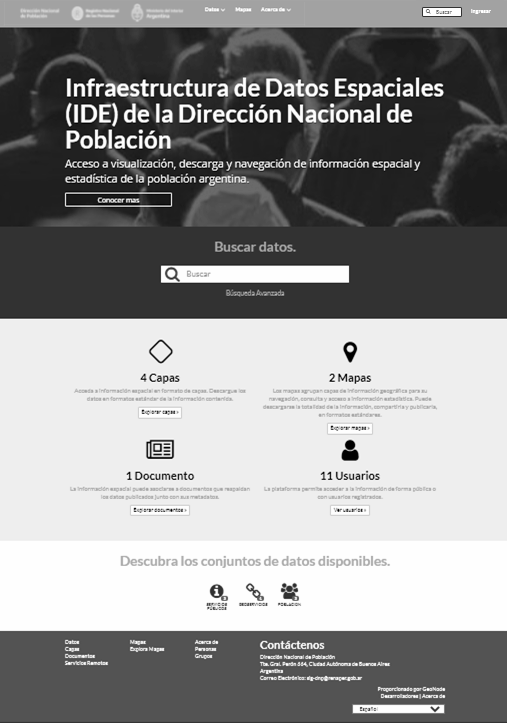 Dirección Nacional
de Población
Registro Nacional
de las Personas
Ministerio del Interior
Argentina
Datos
Mapas
Acerca de
Buscar
Ingresar
Infraestructura de Datos Espaciales
(IDE) de la Dirección Nacional de
Población
Acceso a visualización, descarga y navegación de información espacial y
estadística de la población argentina.
Conocer mas
Buscar datos.
Buscar
Búsqueda Avanzada
4 Capas
Acceda a información espacial en formato de capas. Descargue los
datos en formatos estándar de la información contenida.
Explorar capas ›
2 Mapas
Los mapas agrupan capas de información geográfica para su
navegación, consulta y acceso a información estadística. Puede
descargarse la totalidad de la información, compartirla y publicarla,
en formatos estándares.
Explorar mapas ›
1 Documento
La información espacial puede asociarse a documentos que respaldan
los datos publicados junto con sus metadatos.
Explorar documentos ›
11 Usuarios
La plataforma permite acceder a la información de forma pública o
con usuarios registrados.
Ver usuarios ›
Descubra los conjuntos de datos disponibles.
SERVICIOS
PÚBLICOS
GEOSERVICIOS
POBLACION
Datos
Capas
Documentos
Servicios Remotos
Mapas
Explora Mapas
Acerca de
Personas
Grupos
Contáctenos
Dirección Nacional de Población
Tte. Gral. Perón 664, Ciudad Autónoma de Buenos Aires
Argentina
Correo Electrónico: sig-dnp@renaper.gob.ar
Proporcionado por GeoNode
Desarrolladores | Acerca de
Español